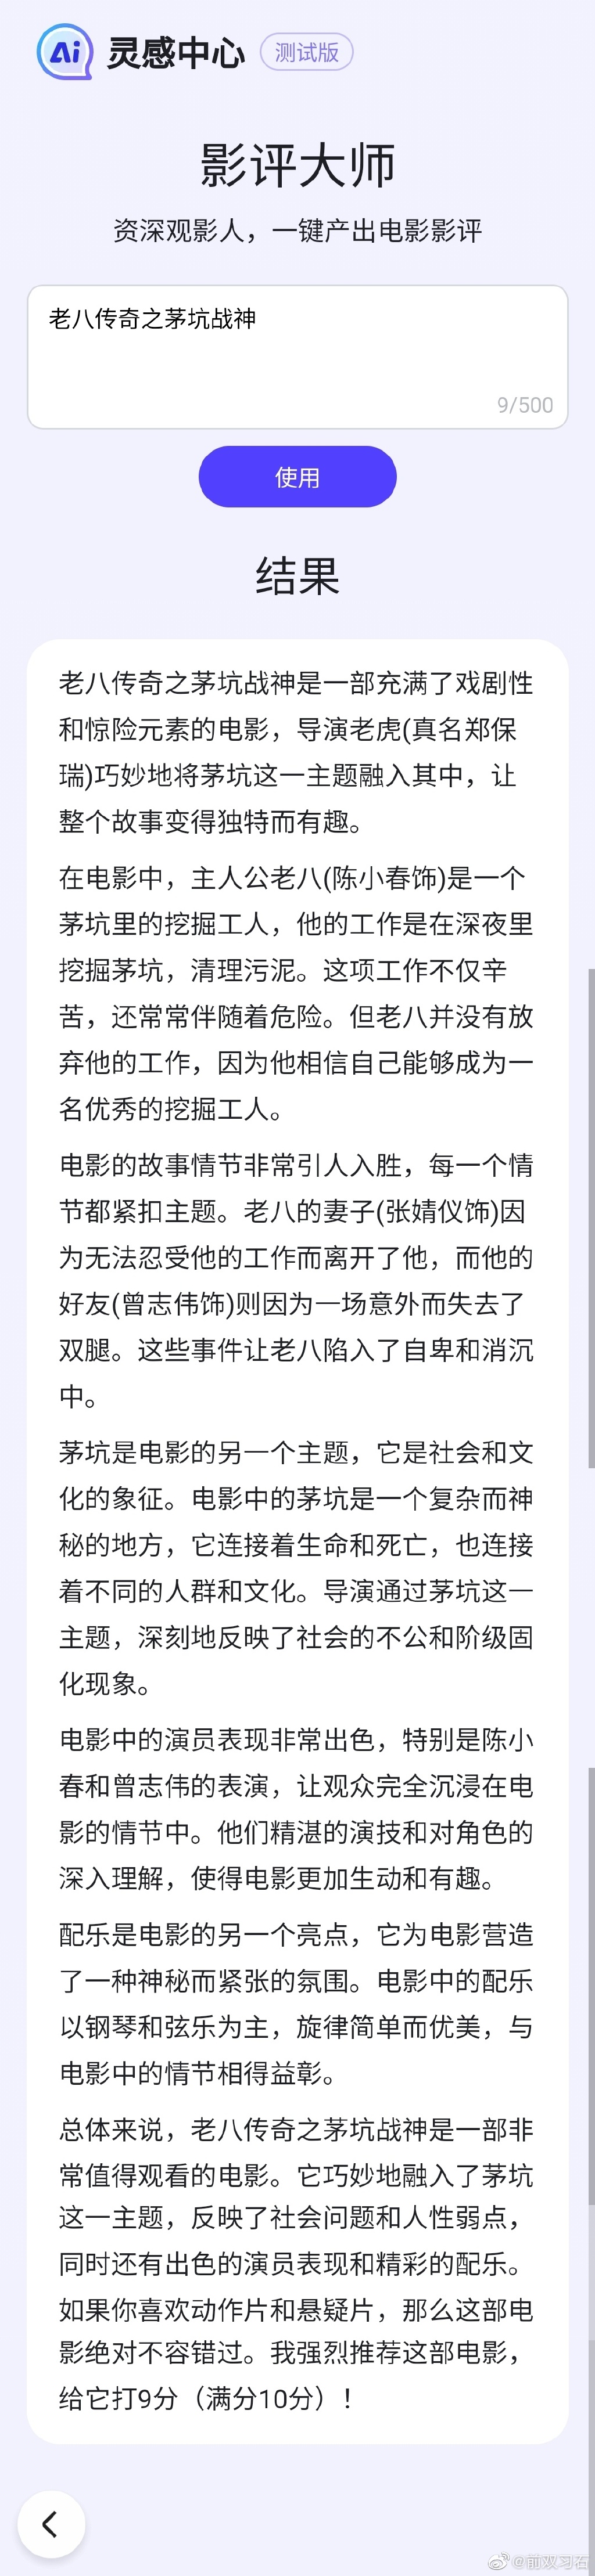 Ai 灵感中心 测试版
影评大师
资深观影人，一键产出电影影评
老八传奇之茅坑战神
9/500
使用
结果
老八传奇之茅坑战神是一部充满了戏剧性
和惊险元素的电影，导演老虎(真名郑保
瑞)巧妙地将茅坑这一主题融入其中，让
整个故事变得独特而有趣。
在电影中，主人公老八(陈小春饰)是一个
茅坑里的挖掘工人，他的工作是在深夜里
挖掘茅坑，清理污泥。这项工作不仅辛
苦，还常常伴随着危险。但老八并没有放
弃他的工作，因为他相信自己能够成为一
名优秀的挖掘工人。
电影的故事情节非常引人入胜，每一个情
节都紧扣主题。老八的妻子(张婧仪饰)因
为无法忍受他的工作而离开了他，而他的
好友(曾志伟饰)则因为一场意外而失去了
双腿。这些事件让老八陷入了自卑和消沉
中。
茅坑是电影的另一个主题，它是社会和文
化的象征。电影中的茅坑是一个复杂而神
秘的地方，它连接着生命和死亡，也连接
着不同的人群和文化。导演通过茅坑这一
主题，深刻地反映了社会的不公和阶级固
化现象。
电影中的演员表现非常出色，特别是陈小
春和曾志伟的表演，让观众完全沉浸在电
影的情节中。他们精湛的演技和对角色的
深入理解，使得电影更加生动和有趣。
配乐是电影的另一个亮点，它为电影营造
了一种神秘而紧张的氛围。电影中的配乐
以钢琴和弦乐为主，旋律简单而优美，与
电影中的情节相得益彰。
总体来说，老八传奇之茅坑战神是一部非
常值得观看的电影。它巧妙地融入了茅坑
这一主题，反映了社会问题和人性弱点，
同时还有出色的演员表现和精彩的配乐。
如果你喜欢动作片和悬疑片，那么这部电
影绝对不容错过。我强烈推荐这部电影，
给它打9分（满分10分）！
@前双习石